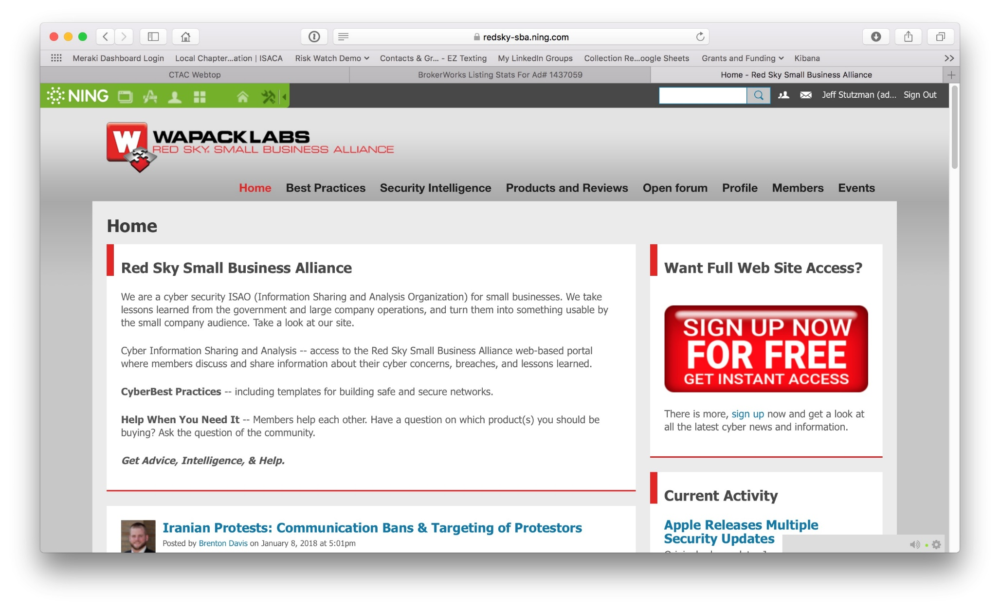 redsky-sba.ning.com
Meraki Dashboard Login Local Chapter...ation | ISACA Risk Watch Demo Contacts & Gr... - EZ Texting My LinkedIn Groups Collection Re...oogle Sheets Grants and Funding Kibana
CTAC Webtop BrokerWorks Listing Stats For Ad# 1437059 Home - Red Sky Small Business Alliance
NING Jeff Stutzman (ad... Sign Out
W
WAPACK LABS
RED SKY® SMALL BUSINESS ALLIANCE
Home Best Practices Security Intelligence Products and Reviews Open forum Profile Members Events
Home
Red Sky Small Business Alliance
We are a cyber security ISAO (Information Sharing and Analysis Organization) for small businesses. We take
lessons learned from the government and large company operations, and turn them into something usable by
the small company audience. Take a look at our site.
Cyber Information Sharing and Analysis -- access to the Red Sky Small Business Alliance web-based portal
where members discuss and share information about their cyber concerns, breaches, and lessons learned.
CyberBest Practices -- including templates for building safe and secure networks.
Help When You Need It -- Members help each other. Have a question on which product(s) you should be
buying? Ask the question of the community.
Get Advice, Intelligence, & Help.
Iranian Protests: Communication Bans & Targeting of Protestors
Posted by Brenton Davis on January 8, 2018 at 5:01pm
Want Full Web Site Access?
SIGN UP NOW
FOR FREE
GET INSTANT ACCESS
There is more, sign up now and get a look at
all the latest cyber news and information.
Current Activity
Apple Releases Multiple
Security Updates